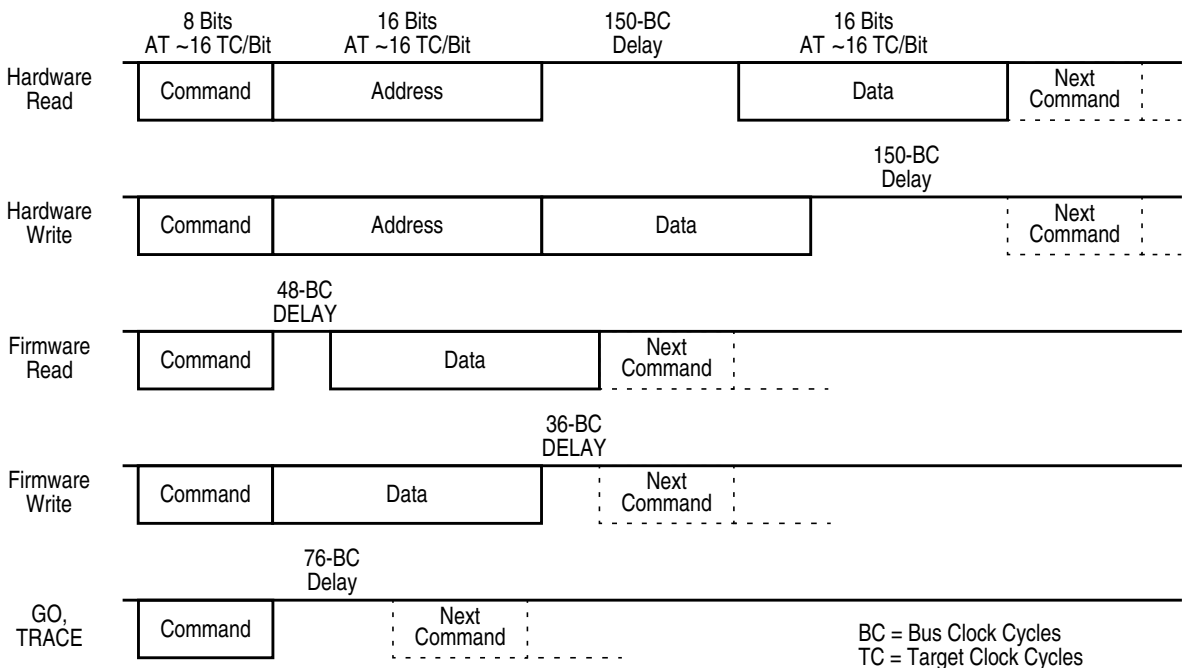 8 Bits
AT ~16 TC/Bit
16 Bits
AT ~16 TC/Bit
150-BC
Delay
16 Bits
AT ~16 TC/Bit
Hardware
Read
Command
Address
Data
Next
Command
150-BC
Delay
Hardware
Write
Command
Address
Data
Next
Command
48-BC
DELAY
Firmware
Read
Command
Data
Next
Command
36-BC
DELAY
Firmware
Write
Command
Data
Next
Command
76-BC
Delay
GO,
TRACE
Command
Next
Command
BC = Bus Clock Cycles
TC = Target Clock Cycles